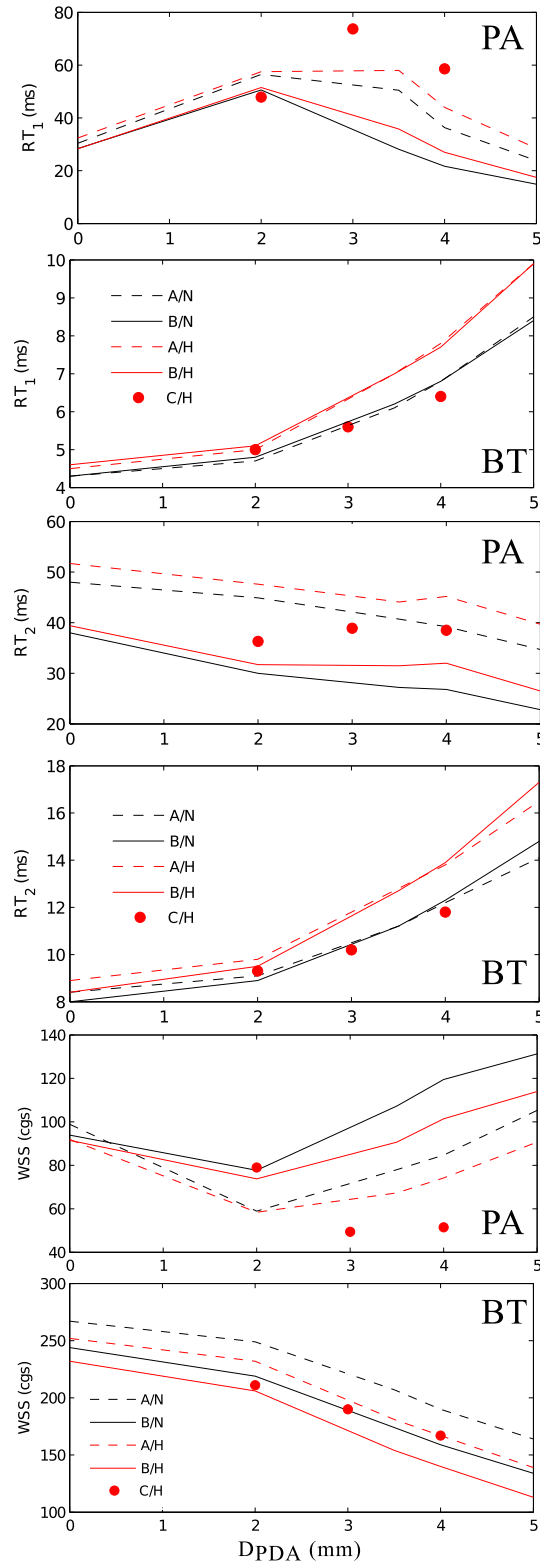 80
60
40
20
0
RT1 (ms)
PA
0 1 2 3 4 5
10
9
8
7
6
5
4
RT1 (ms)
A/N
B/N
A/H
B/H
C/H
BT
0 1 2 3 4 5
60
50
40
30
20
RT2 (ms)
PA
0 1 2 3 4 5
18
16
14
12
10
8
RT2 (ms)
A/N
B/N
A/H
B/H
C/H
BT
0 1 2 3 4 5
140
120
100
80
60
40
WSS (cgs)
PA
0 1 2 3 4 5
300
250
200
150
100
WSS (cgs)
BT
A/N
B/N
A/H
B/H
C/H
0 1 2 3 4 5
DPDA (mm)